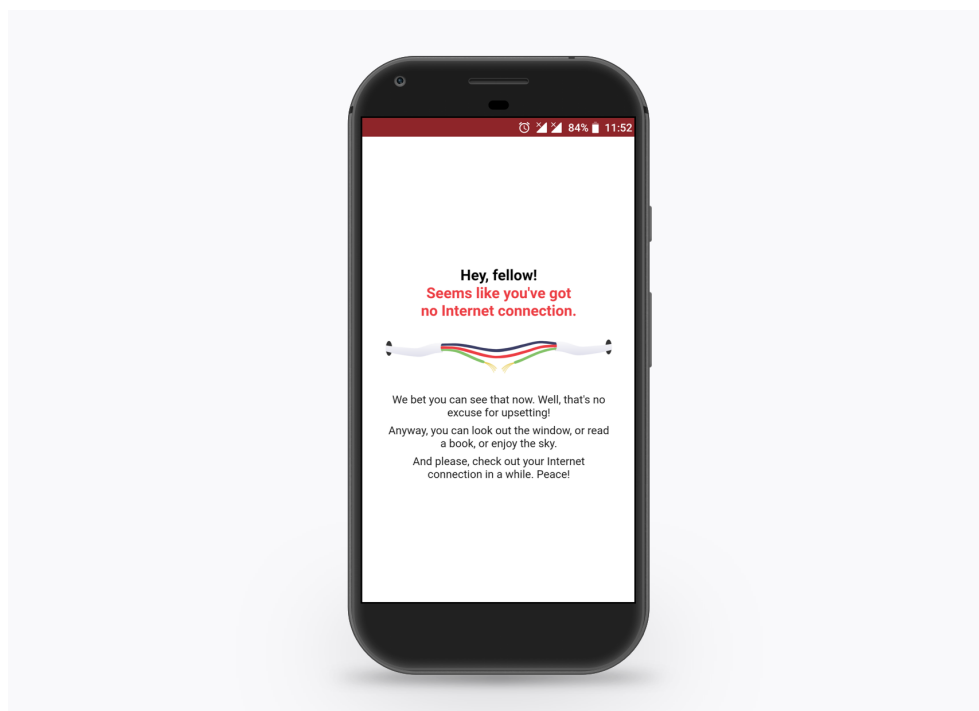 84% 11:52
Hey, fellow!
Seems like you've got
no Internet connection.
We bet you can see that now. Well, that's no
excuse for upsetting!
Anyway, you can look out the window, or read
a book, or enjoy the sky.
And please, check out your Internet
connection in a while. Peace!